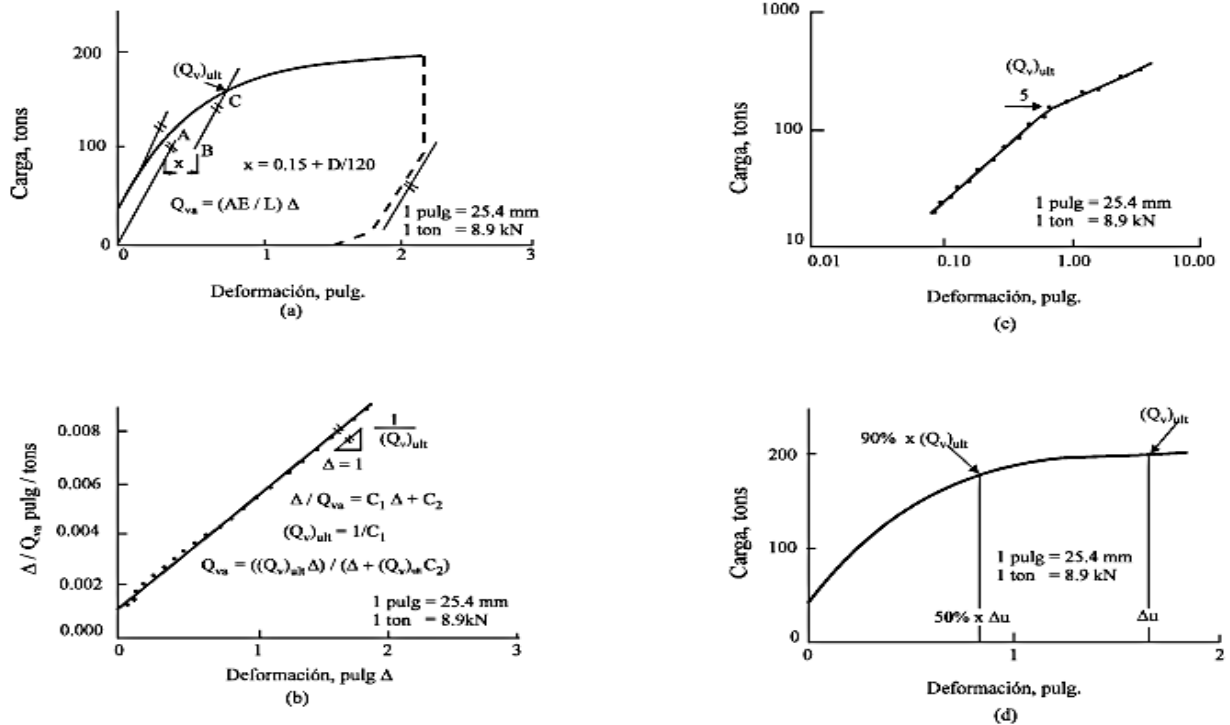 200
100
0
Carga, tons
(Qv)ult
C
A
B
x
x = 0.15 + D/120
Qva = (AE / L) Δ
1 pulg = 25.4 mm
1 ton = 8.9 kN
0
1
2
3
Deformación, pulg.
(a)
1000
100
10
Carga, tons
(Qv)ult
5
1 pulg = 25.4 mm
1 ton = 8.9 kN
0.01
0.10
1.00
10.00
Deformación, pulg.
(c)
0.008
0.006
0.004
0.002
0.000
Δ / Qva pulg / tons
1
(Qv)ult
Δ = 1
Δ / Qva = C1 Δ + C2
(Qv)ult = 1/C1
Qva = ((Qv)ult Δ) / (Δ + (Qv)ult C2)
1 pulg = 25.4 mm
1 ton = 8.9kN
0
1
2
3
Deformación, pulg Δ
(b)
200
100
0
Carga, tons
90% x (Qv)ult
(Qv)ult
1 pulg = 25.4 mm
1 ton = 8.9 kN
50% x Δu
Δu
0
1
2
Deformación, pulg.
(d)